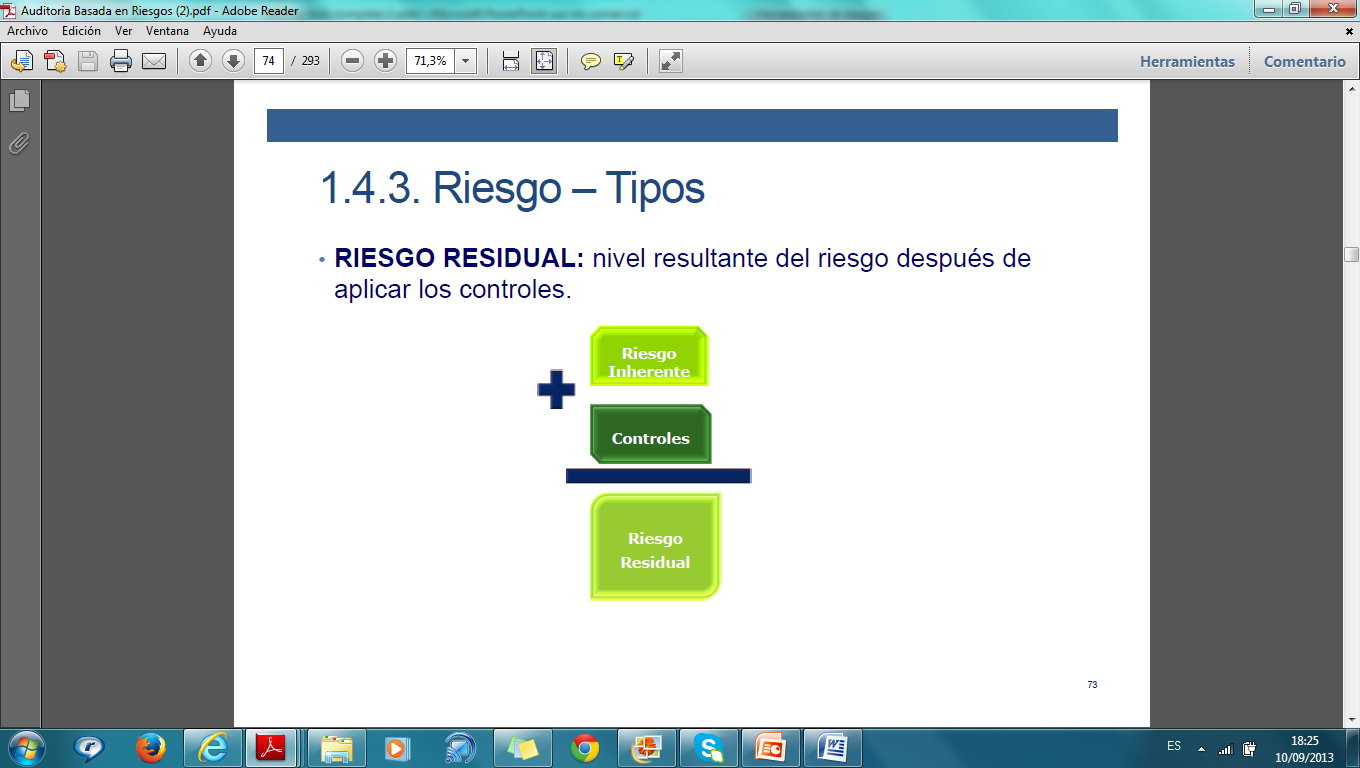 Auditoria Basada en Riesgos (2).pdf - Adobe Reader
Archivo Edición Ver Ventana Ayuda
74 / 293 71,3% Herramientas Comentario
1.4.3. Riesgo – Tipos
• RIESGO RESIDUAL: nivel resultante del riesgo después de
aplicar los controles.
Riesgo
Inherente
Controles
Riesgo
Residual
73
ES 18:25
10/09/2013